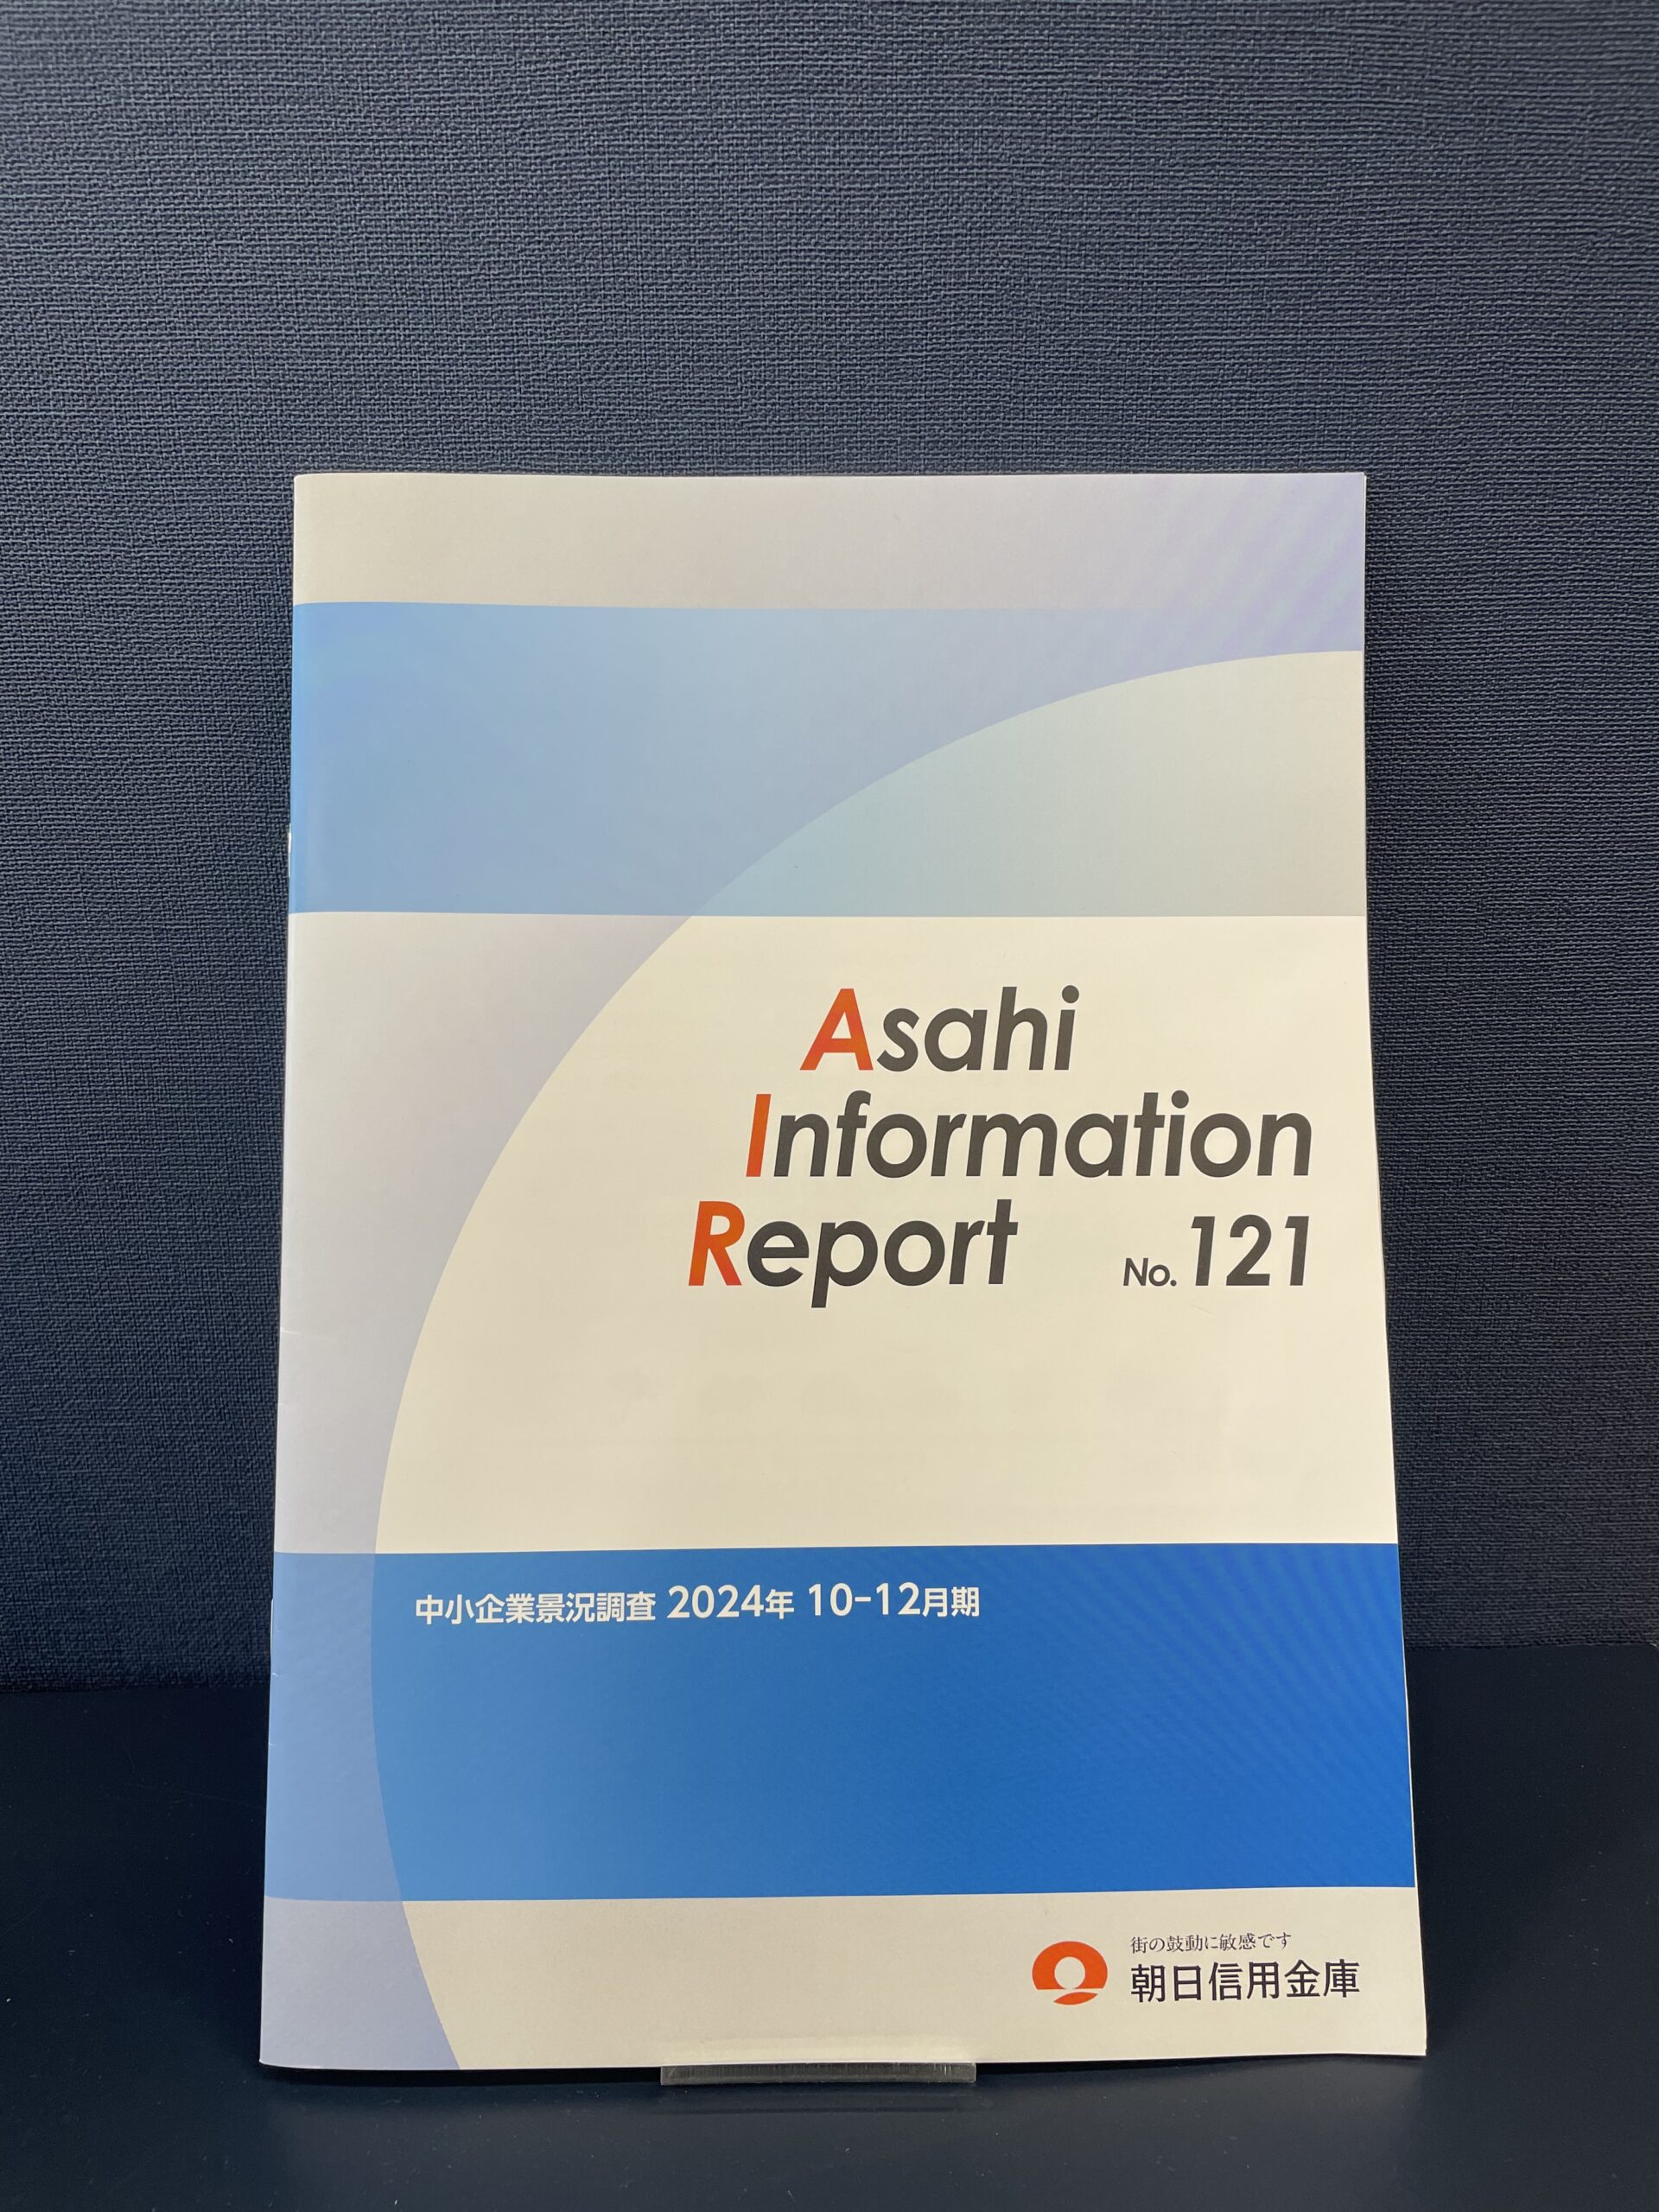 Asahi
Information
Report No.121
中小企業景況調査 2024年 10-12月期
街の鼓動に敏感です
朝日信用金庫